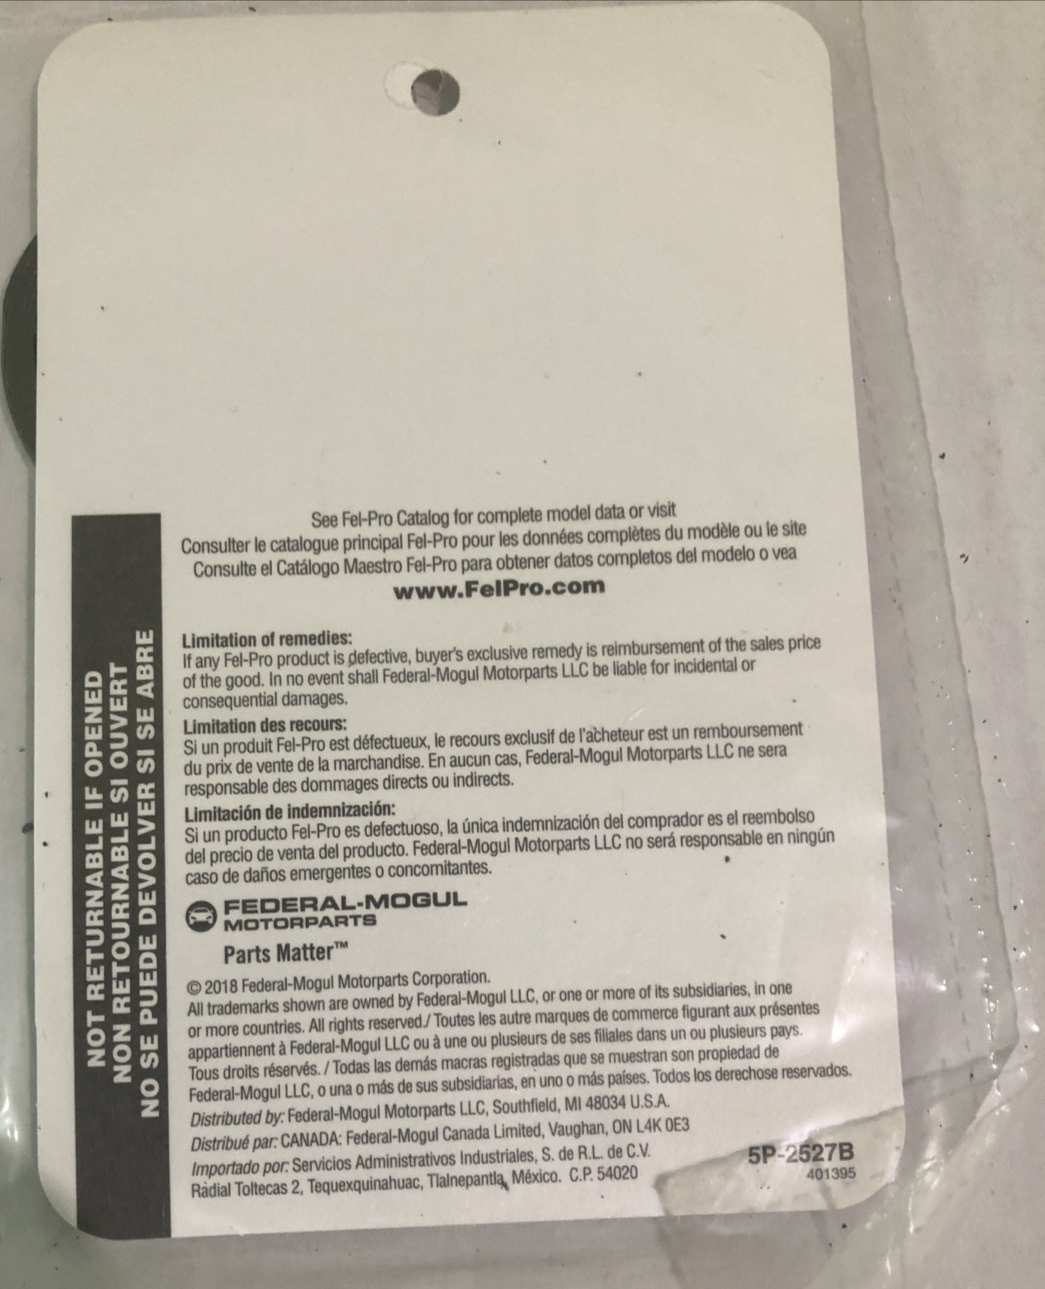 See Fel-Pro Catalog for complete model data or visit
Consulter le catalogue principal Fel-Pro pour les données complètes du modèle ou le site
Consulte el Catálogo Maestro Fel-Pro para obtener datos completos del modelo o vea
www.FelPro.com
NOT RETURNABLE IF OPENED
NON RETOURNABLE SI OUVERT
NO SE PUEDE DEVOLVER SI SE ABRE
Limitation of remedies:
If any Fel-Pro product is defective, buyer's exclusive remedy is reimbursement of the sales price
of the good. In no event shall Federal-Mogul Motorparts LLC be liable for incidental or
consequential damages.
Limitation des recours:
Si un produit Fel-Pro est défectueux, le recours exclusif de l'acheteur est un remboursement
du prix de vente de la marchandise. En aucun cas, Federal-Mogul Motorparts LLC ne sera
responsable des dommages directs ou indirects.
Limitación de indemnización:
Si un producto Fel-Pro es defectuoso, la única indemnización del comprador es el reembolso
del precio de venta del producto. Federal-Mogul Motorparts LLC no será responsable en ningún
caso de daños emergentes o concomitantes.
FEDERAL-MOGUL
MOTORPARTS
Parts Matter™
© 2018 Federal-Mogul Motorparts Corporation.
All trademarks shown are owned by Federal-Mogul LLC, or one or more of its subsidiaries, in one
or more countries. All rights reserved./ Toutes les autre marques de commerce figurant aux présentes
appartiennent à Federal-Mogul LLC ou à une ou plusieurs de ses filiales dans un ou plusieurs pays.
Tous droits réservés. / Todas las demás macras registradas que se muestran son propiedad de
Federal-Mogul LLC, o una o más de sus subsidiarias, en uno o más países. Todos los derechose reservados.
Distributed by: Federal-Mogul Motorparts LLC, Southfield, MI 48034 U.S.A.
Distribué par: CANADA: Federal-Mogul Canada Limited, Vaughan, ON L4K 0E3
Importado por: Servicios Administrativos Industriales, S. de R.L. de C.V.
Radial Toltecas 2, Tequexquinahuac, Tlalnepantla, México. C.P. 54020
5P-2527B
401395